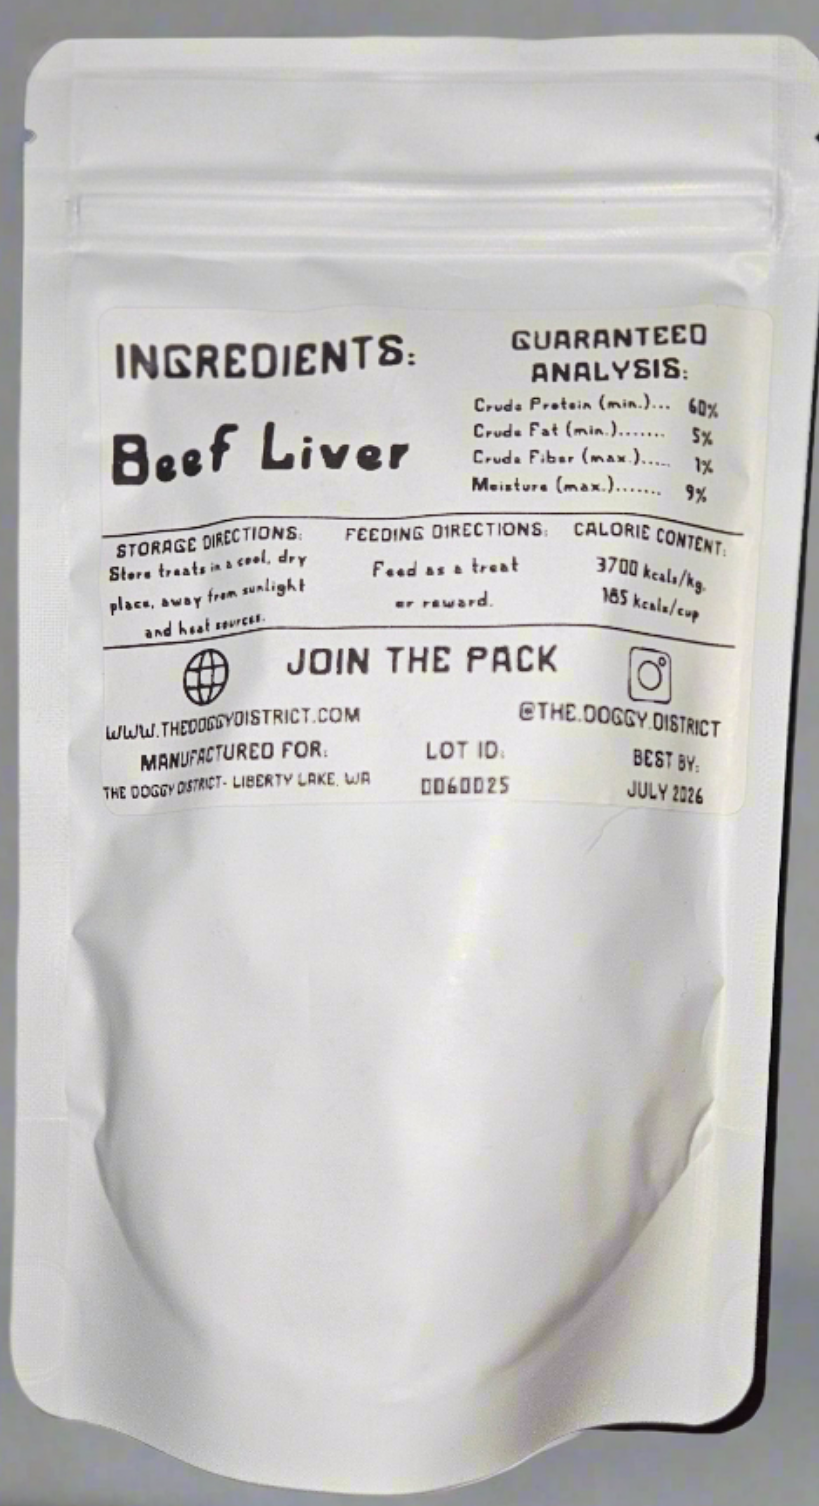 INGREDIENTS:
Beef Liver
GUARANTEED
ANALYSIS:
Crude Protein (min.)... 60%
Crude Fat (min.)....... 5%
Crude Fiber (max.)..... 1%
Moisture (max.)....... 9%
STORAGE DIRECTIONS:
Store treats in a cool, dry
place, away from sunlight
and heat sources.
FEEDING DIRECTIONS:
Feed as a treat
or reward.
CALORIE CONTENT:
3700 kcals/kg.
185 kcals/cup
JOIN THE PACK
WWW.THEDOGGYDISTRICT.COM
@THE.DOGGY.DISTRICT
MANUFACTURED FOR:
THE DOGGY DISTRICT- LIBERTY LAKE, WA
LOT ID:
0060025
BEST BY:
JULY 2026